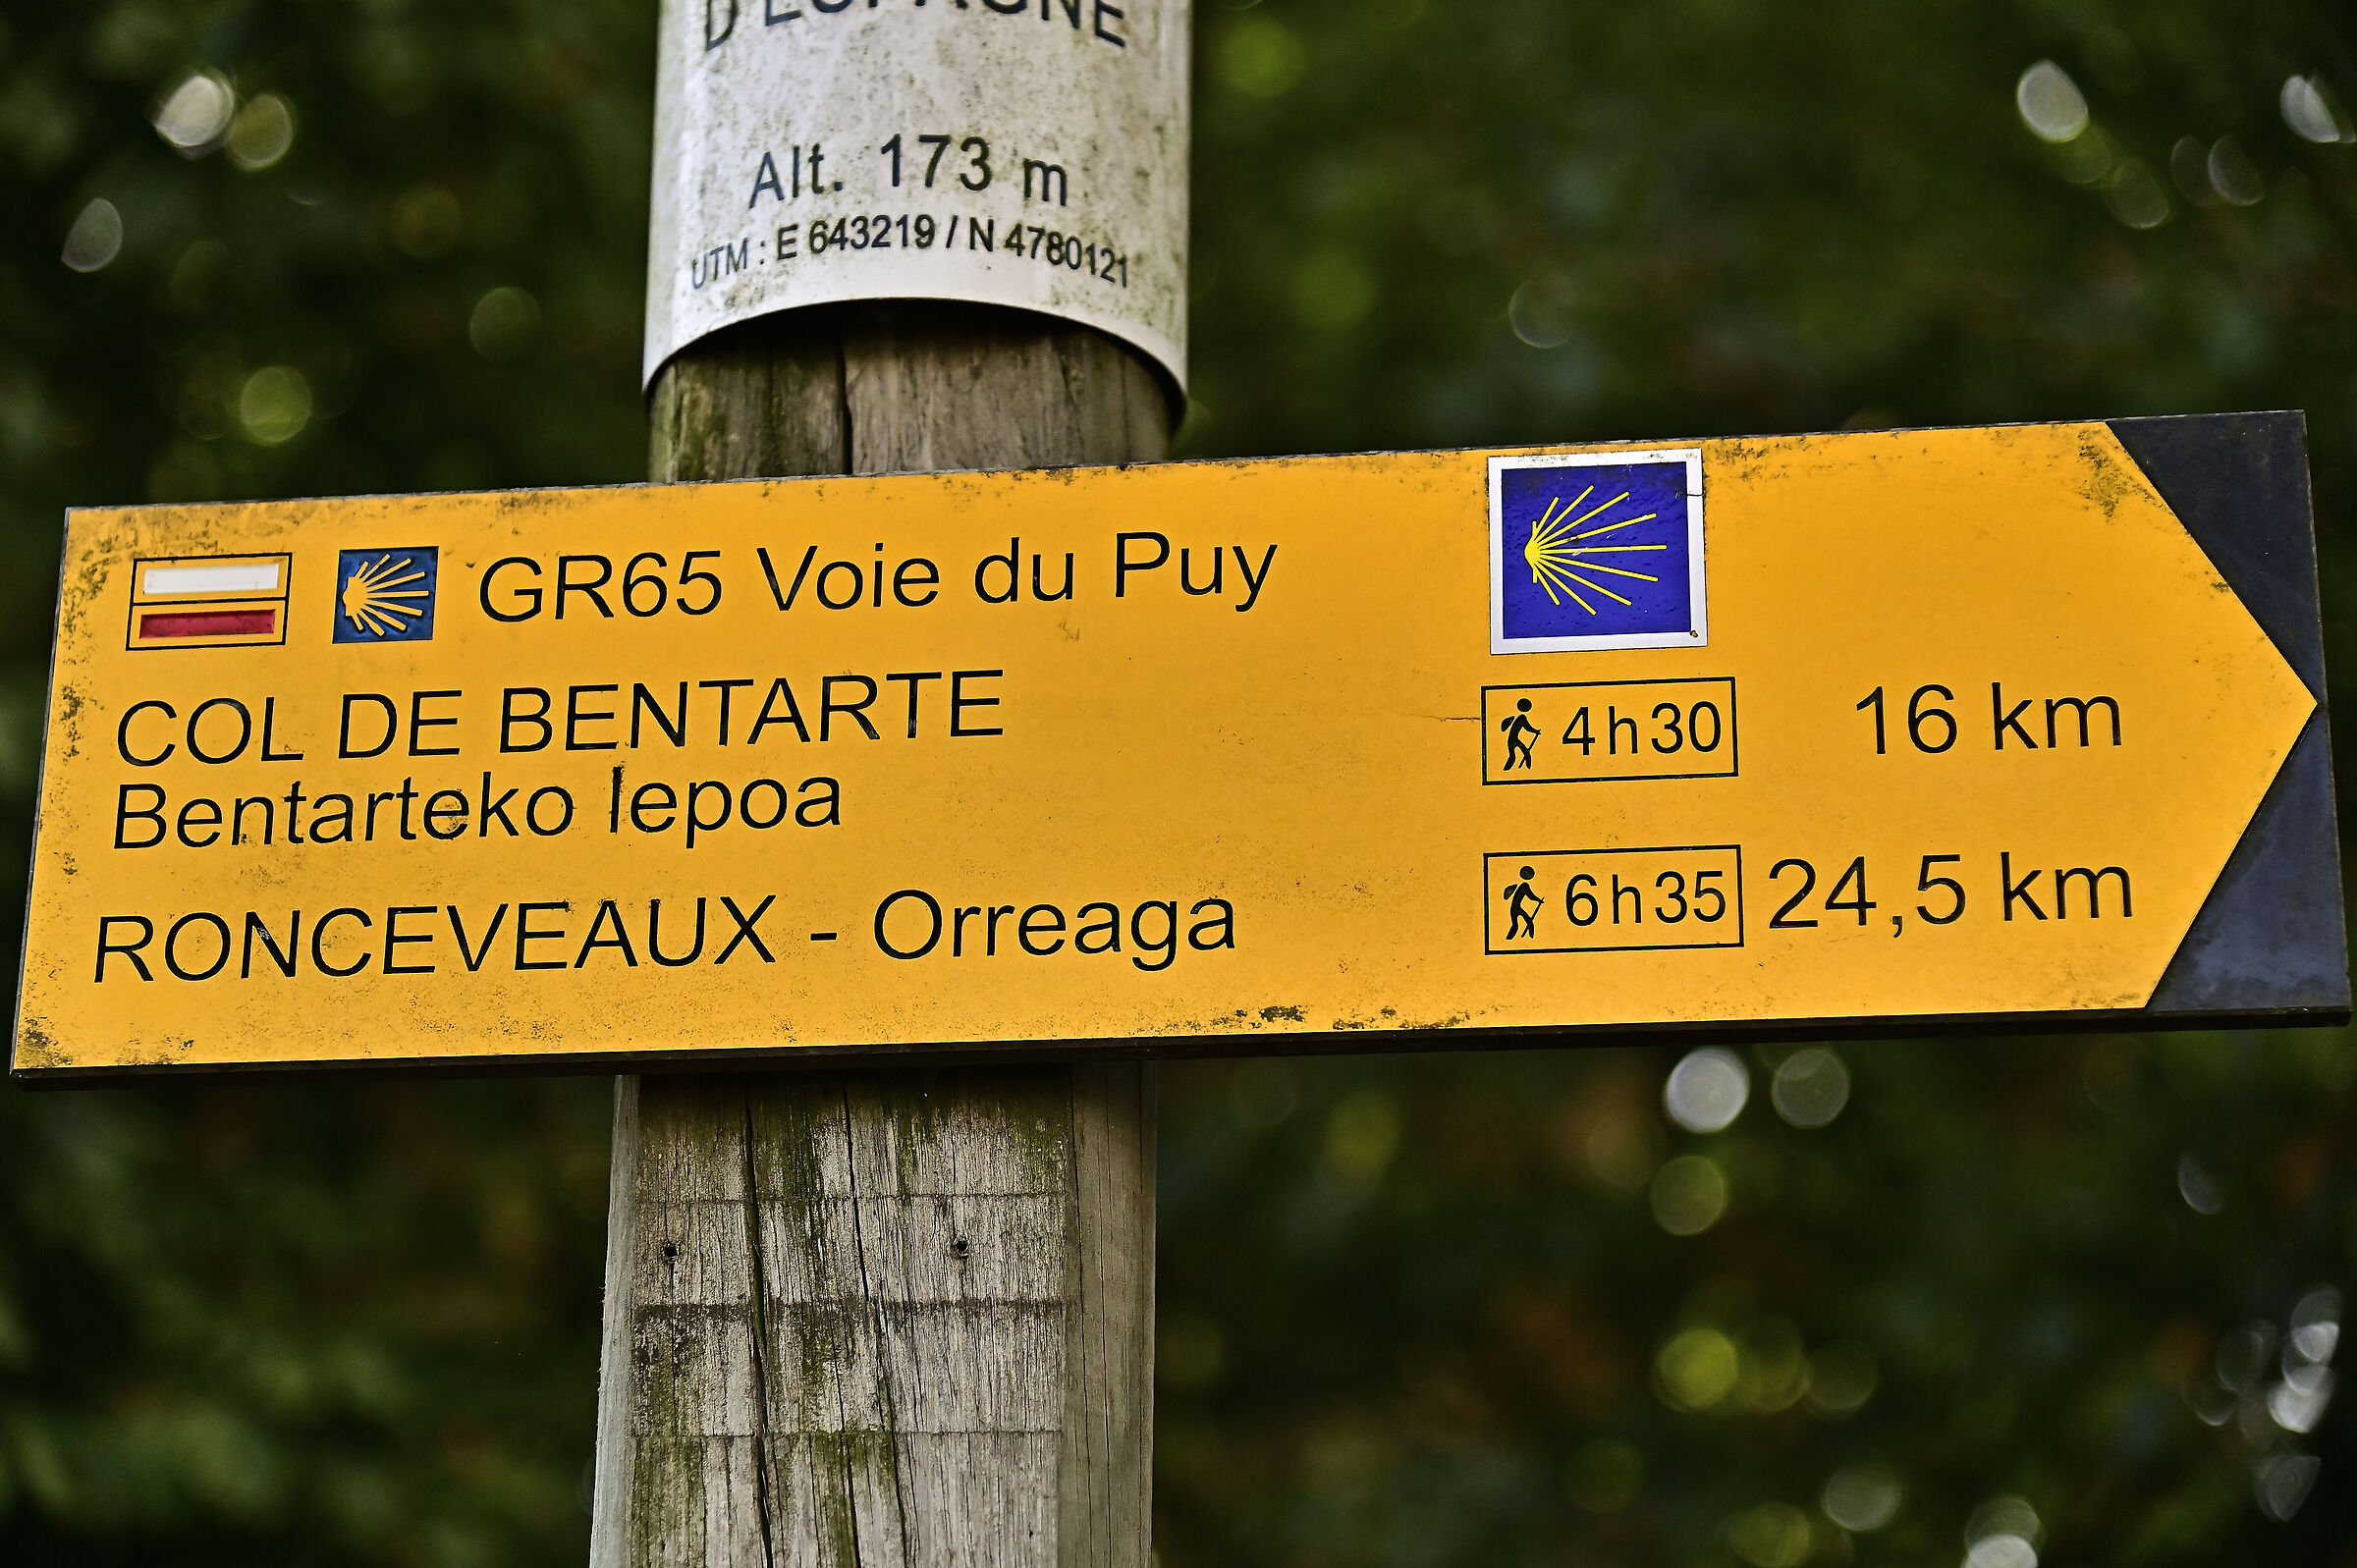 D'ESPAGNE
Alt. 173 m
UTM : E 643219 / N 4780121
GR65 Voie du Puy
COL DE BENTARTE 4h30 16 km
Bentarteko lepoa
RONCEVEAUX - Orreaga 6h35 24,5 km